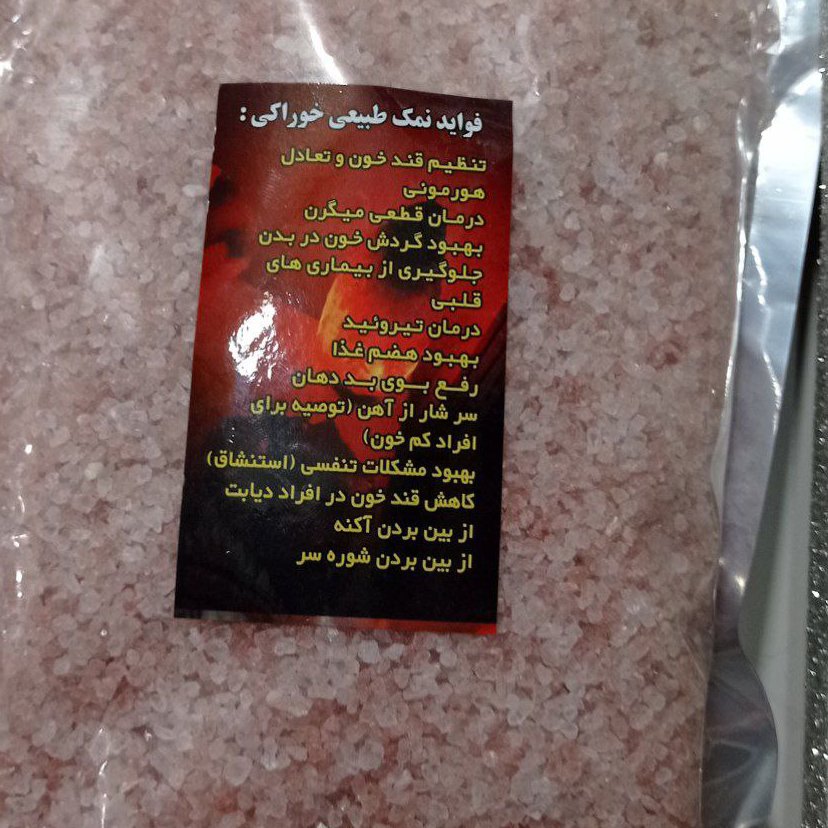 فواید نمک طبیعی خوراکی :
تنظیم قند خون و تعادل
هورمونی
درمان قطعی میگرن
بهبود گردش خون در بدن
جلوگیری از بیماری های
قلبی
درمان تیروئید
بهبود هضم غذا
رفع بوی بد دهان
سر شار از آهن (توصیه برای
افراد کم خون)
بهبود مشکلات تنفسی (استنشاق)
کاهش قند خون در افراد دیابت
از بین بردن آکنه
از بین بردن شوره سر